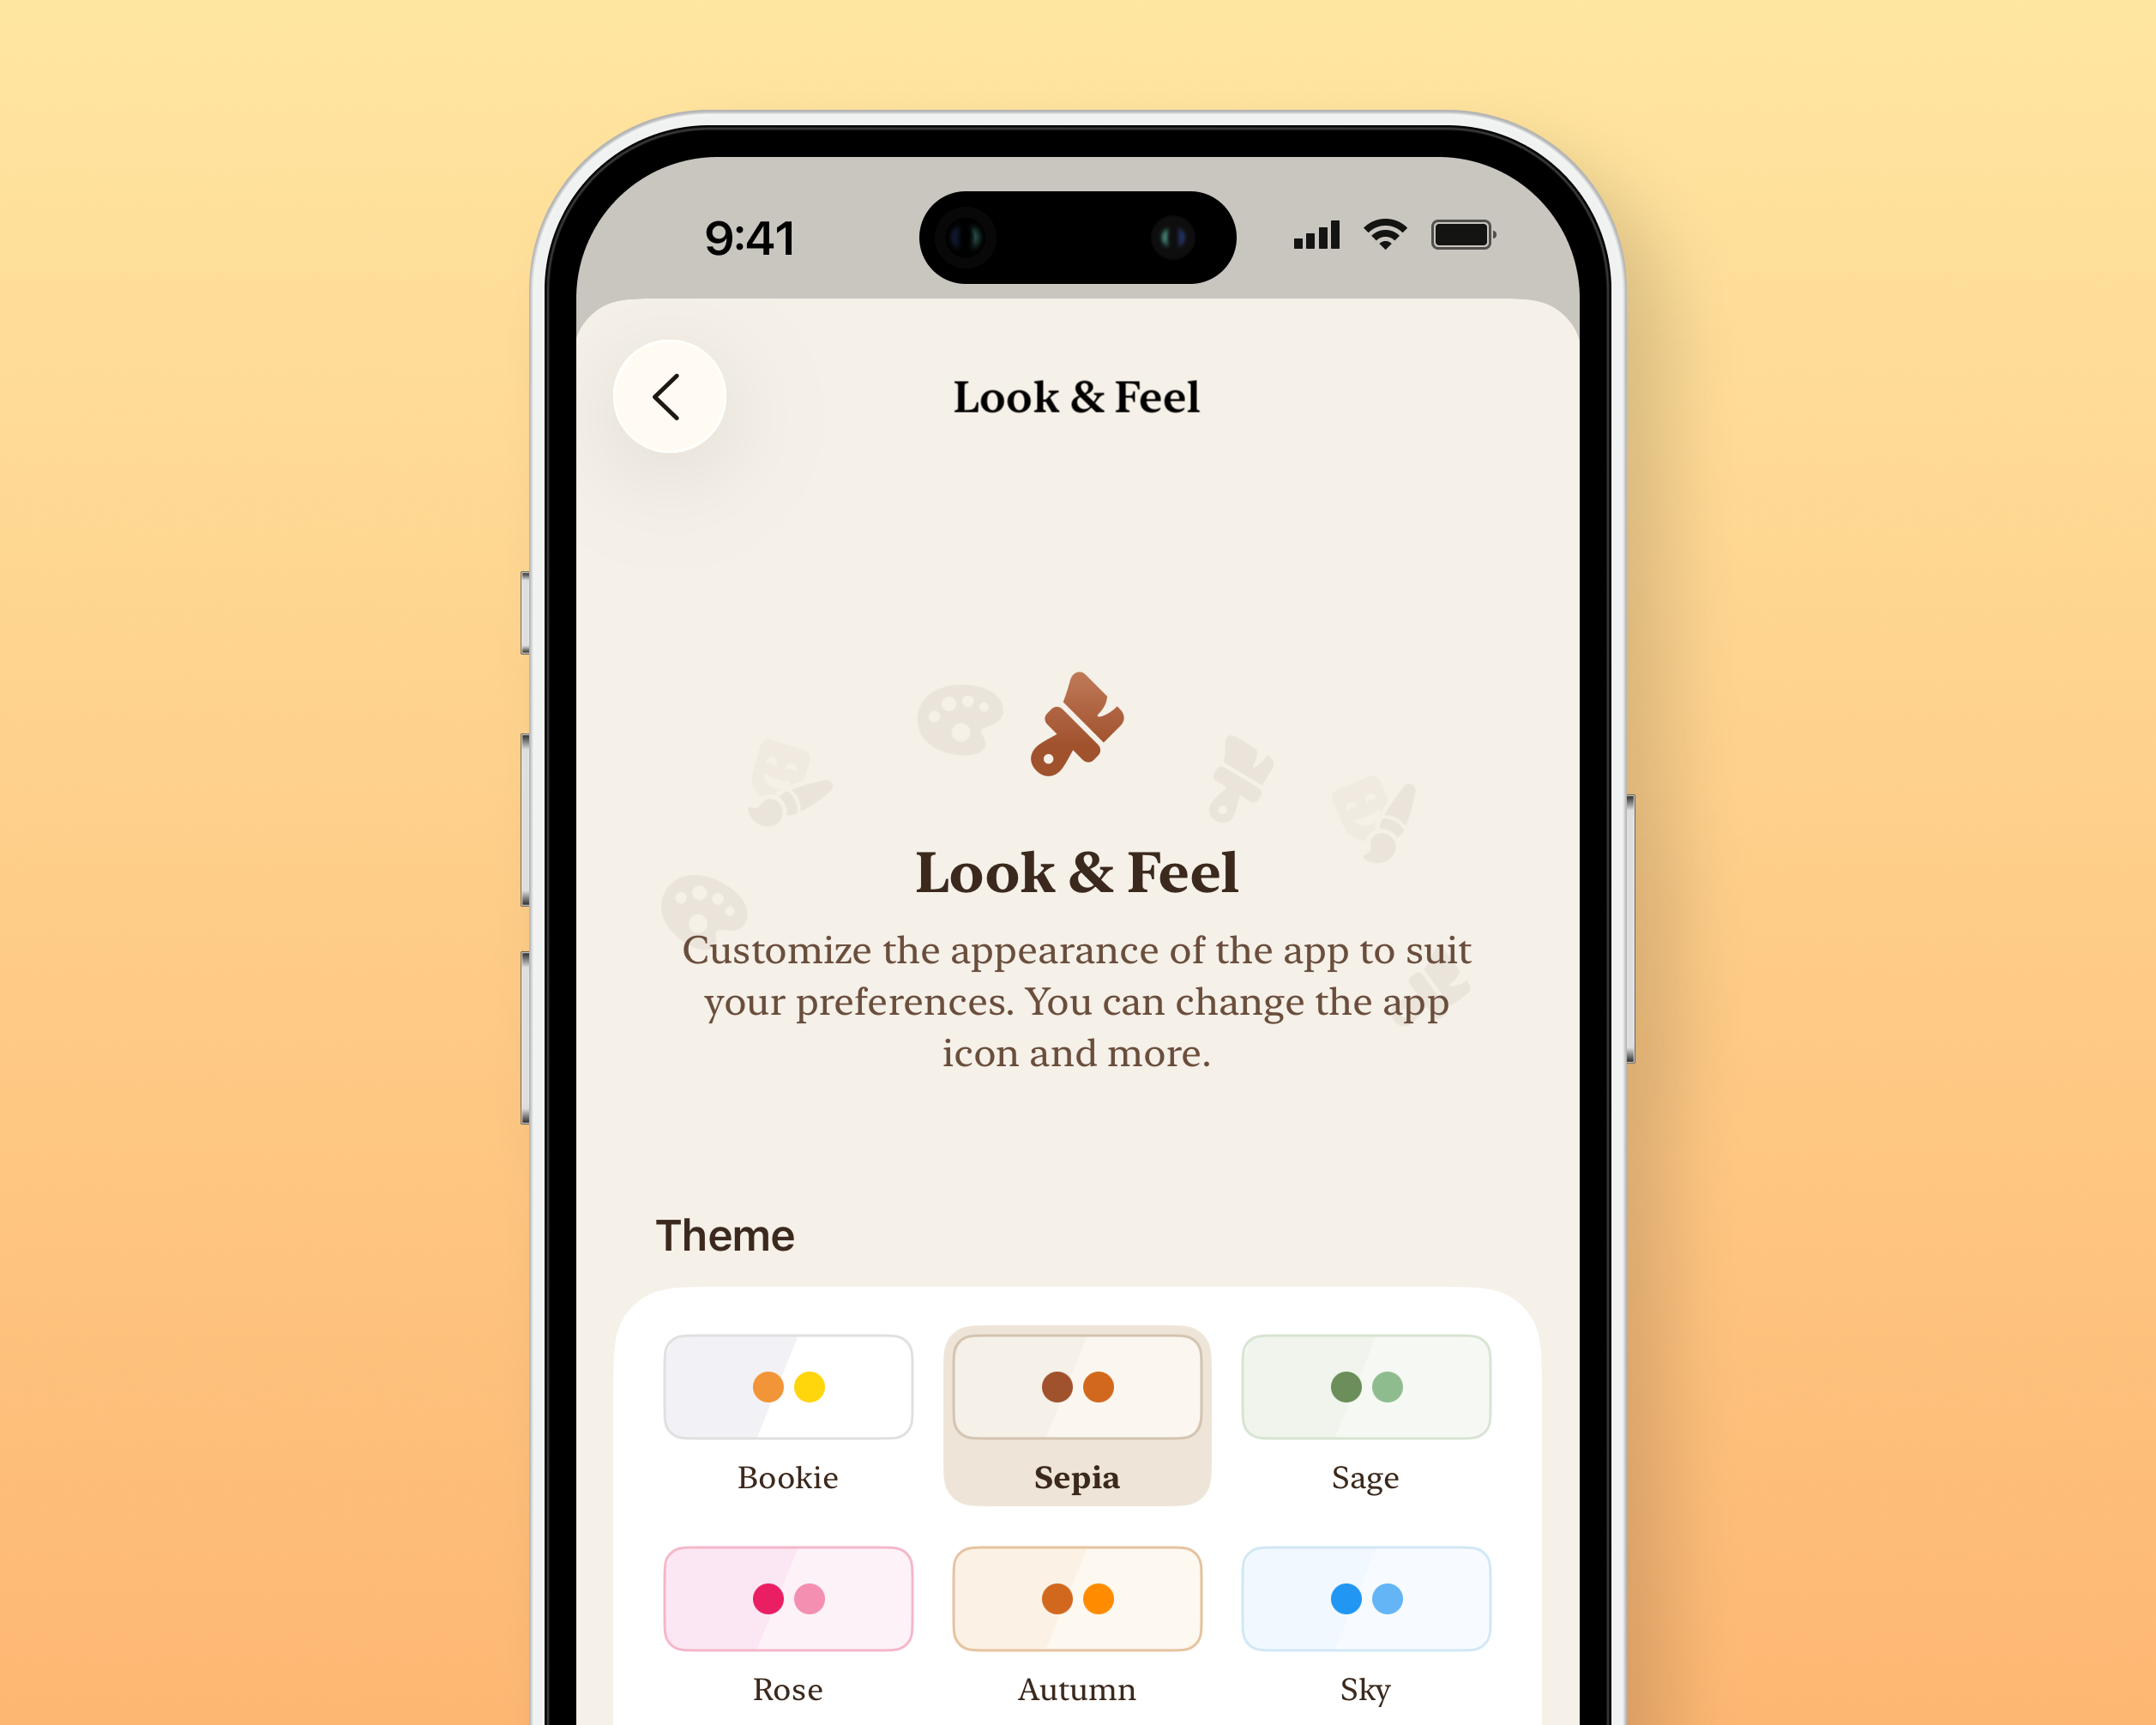 9:41
Look & Feel
Look & Feel
Customize the appearance of the app to suit
your preferences. You can change the app
icon and more.
Theme
Bookie
Sepia
Sage
Rose
Autumn
Sky